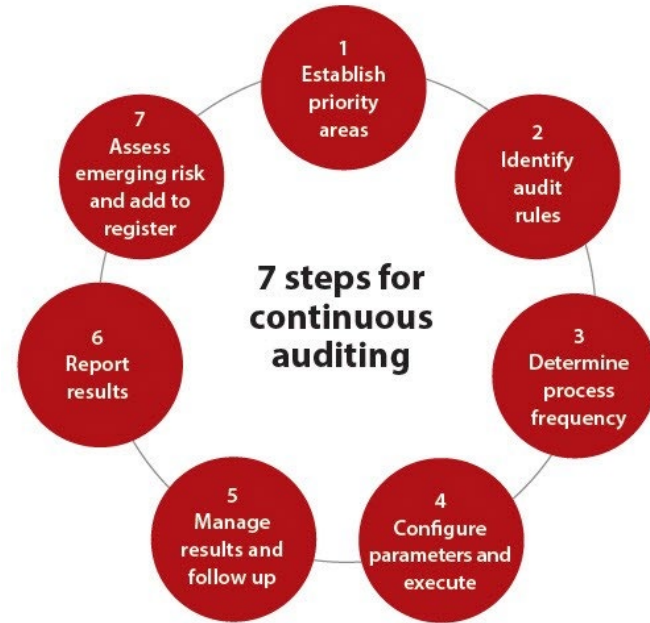 1
Establish
priority
areas
2
Identify
audit
rules
3
Determine
process
frequency
4
Configure
parameters and
execute
5
Manage
results and
follow up
6
Report
results
7
Assess
emerging risk
and add to
register
7 steps for
continuous
auditing